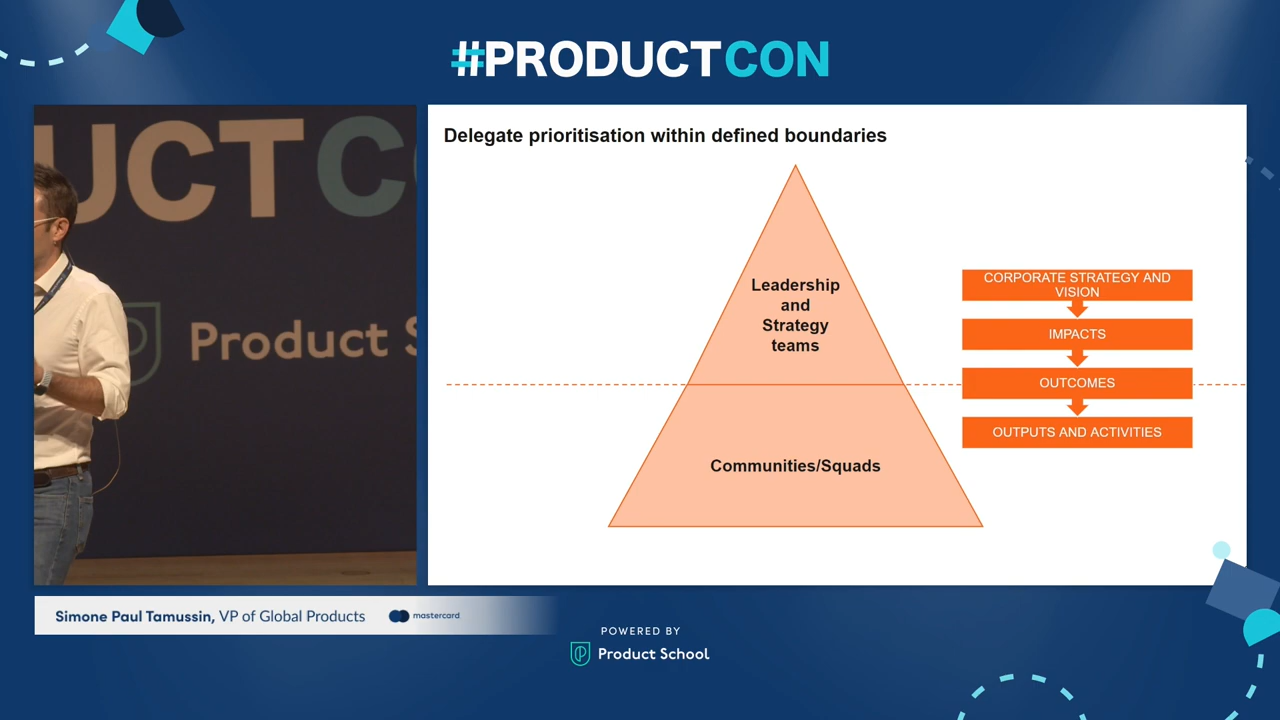 #PRODUCTCON
UCTC
Product S
Delegate prioritisation within defined boundaries
Leadership
and
Strategy
teams
Communities/Squads
CORPORATE STRATEGY AND
VISION
IMPACTS
OUTCOMES
OUTPUTS AND ACTIVITIES
Simone Paul Tamussin, VP of Global Products
mastercard
POWERED BY
Product School